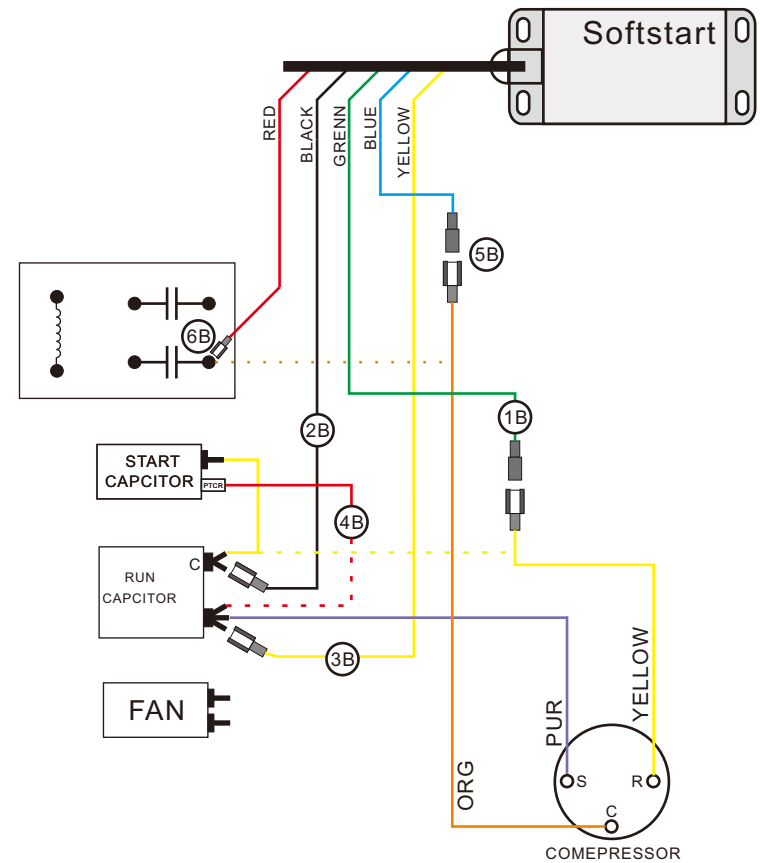 Softstart
RED
BLACK
GRENN
BLUE
YELLOW
5B
6B
1B
2B
START
CAPCITOR
PTCR
4B
C
RUN
CAPCITOR
3B
FAN
PUR
YELLOW
ORG
S
R
C
COMEPRESSOR